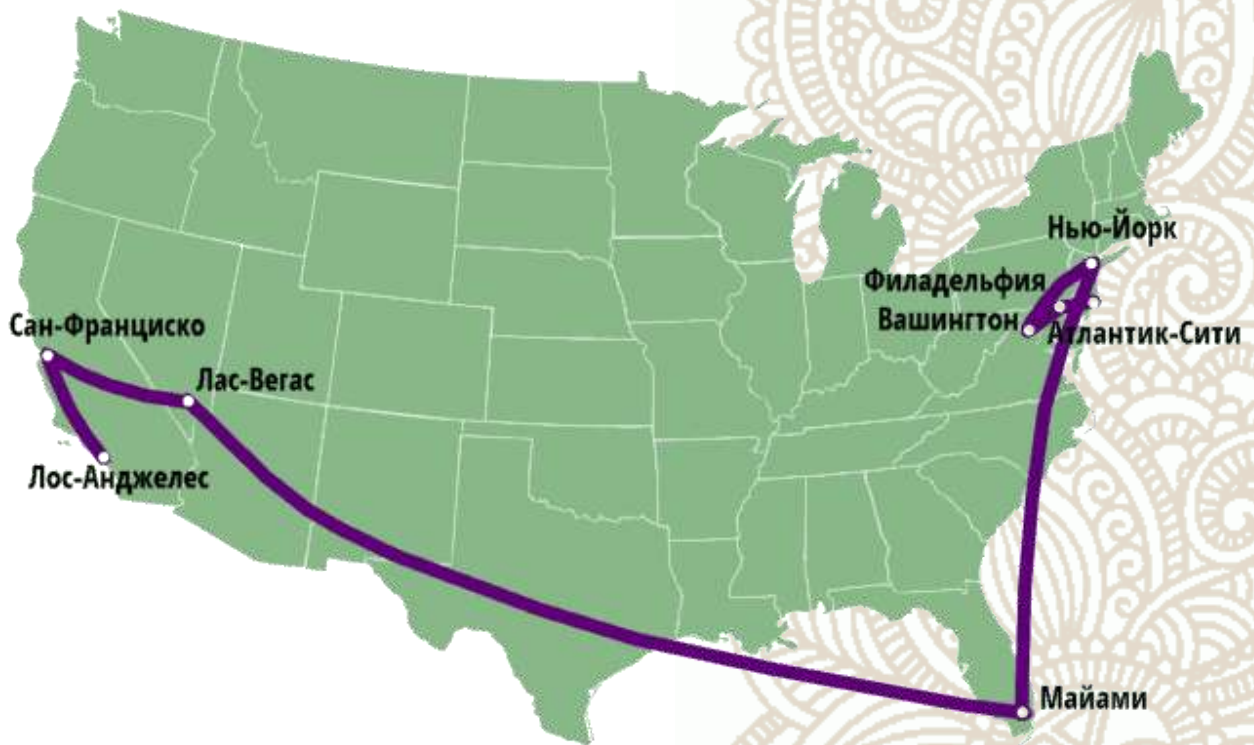 Нью-Йорк
Филадельфия
Вашингтон
Атлантик-Сити
Сан-Франциско
Лас-Вегас
Лос-Анджелес
Майами